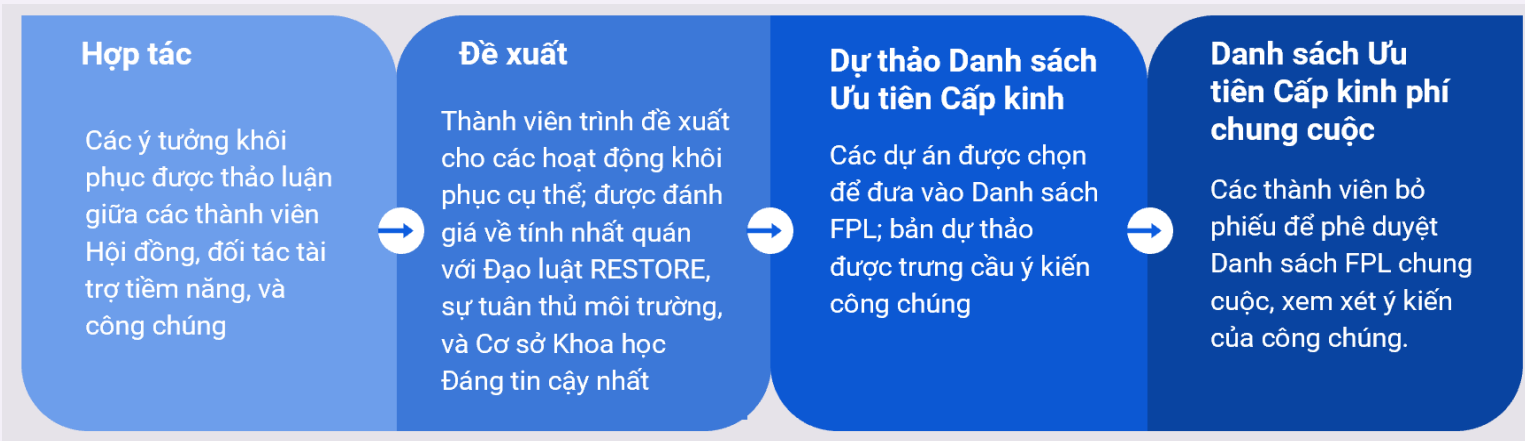 Hợp tác
Các ý tưởng khôi
phục được thảo luận
giữa các thành viên
Hội đồng, đối tác tài
trợ tiềm năng, và
công chúng
Đề xuất
Thành viên trình đề xuất
cho các hoạt động khôi
phục cụ thể; được đánh
giá về tính nhất quán
với Đạo luật RESTORE,
sự tuân thủ môi trường,
và Cơ sở Khoa học
Đáng tin cậy nhất
Dự thảo Danh sách
Ưu tiên Cấp kinh
Các dự án được chọn
để đưa vào Danh sách
FPL; bản dự thảo
được trưng cầu ý kiến
công chúng
Danh sách Ưu
tiên Cấp kinh phí
chung cuộc
Các thành viên bỏ
phiếu để phê duyệt
Danh sách FPL chung
cuộc, xem xét ý kiến
của công chúng.